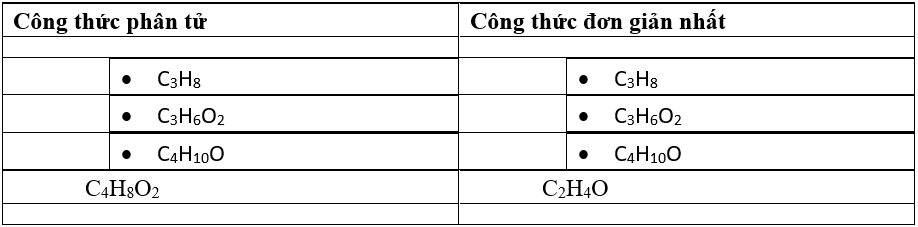 Công thức phân tử Công thức đơn giản nhất
• C₃H₈ • C₃H₈
• C₃H₆O₂ • C₃H₆O₂
• C₄H₁₀O • C₄H₁₀O
C₄H₈O₂ C₂H₄O